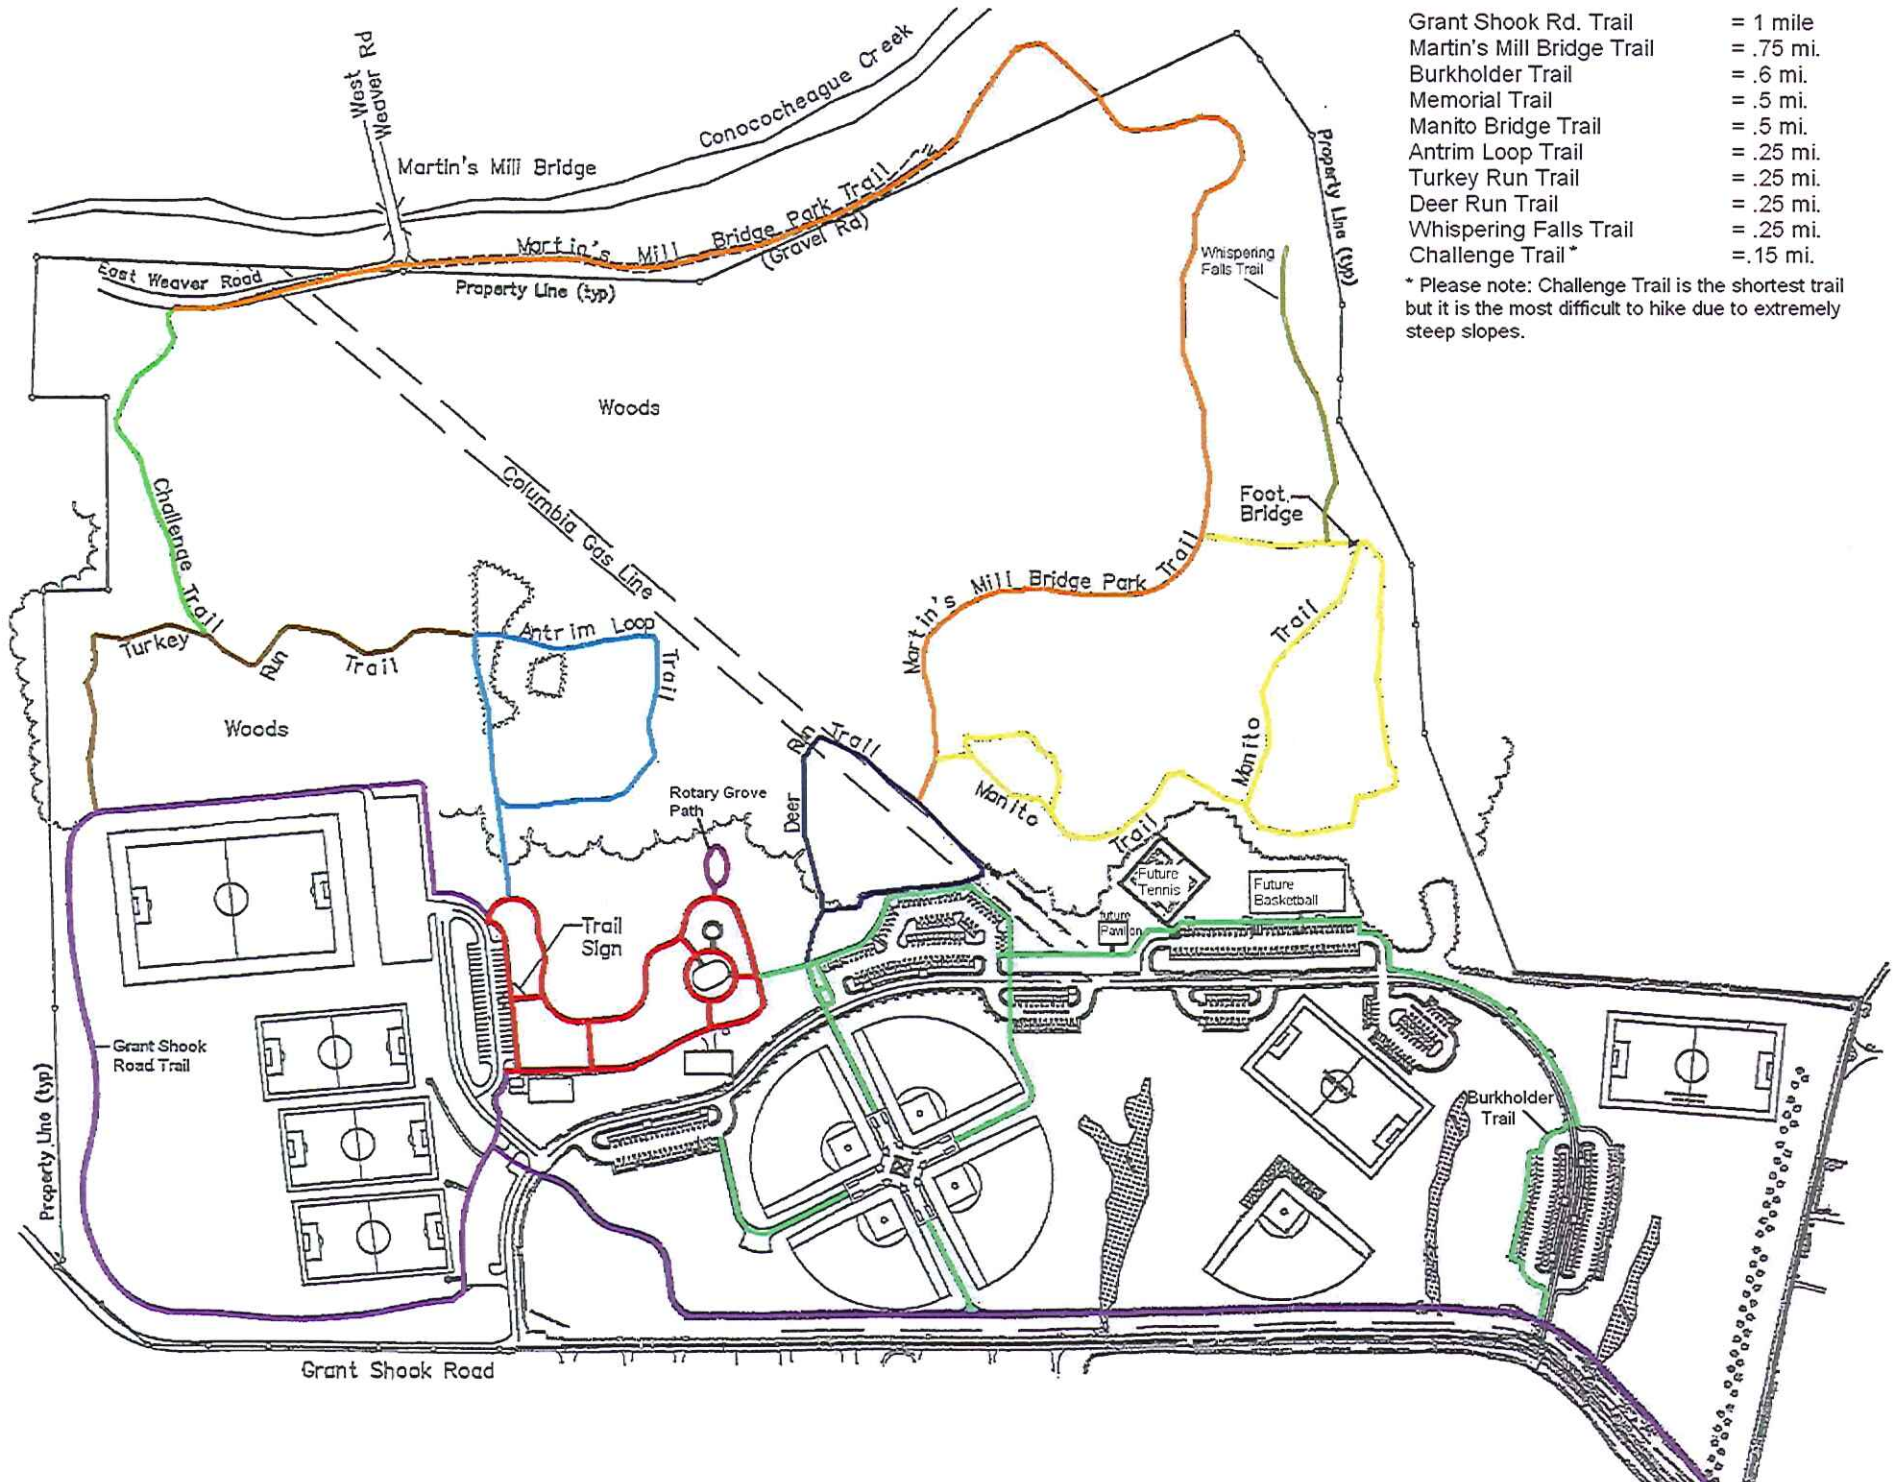 Grant Shook Rd. Trail = 1 mile
Martin's Mill Bridge Trail = .75 mi.
Burkholder Trail = .6 mi.
Memorial Trail = .5 mi.
Manito Bridge Trail = .5 mi.
Antrim Loop Trail = .25 mi.
Turkey Run Trail = .25 mi.
Deer Run Trail = .25 mi.
Whispering Falls Trail = .25 mi.
Challenge Trail* =.15 mi.
* Please note: Challenge Trail is the shortest trail
but it is the most difficult to hike due to extremely
steep slopes.
West
Weaver Rd
Conococheague Creek
Martin's Mill Bridge
Martin's Mill Bridge Park Trail
(Gravel Rd)
East Weaver Road
Property Line (typ)
Property Line (typ)
Whispering
Falls Trail
Woods
Columbia Gas Line
Challenge Trail
Foot
Bridge
Martin's Mill Bridge Park Trail
Manito Trail
Turkey Run Trail
Antrim Loop Trail
Woods
Deer Run Trail
Rotary Grove
Path
Manito Trail
Future
Tennis
Future
Basketball
future
Pavilion
Trail
Sign
Grant Shook
Road Trail
Property Line (typ)
Burkholder
Trail
Grant Shook Road